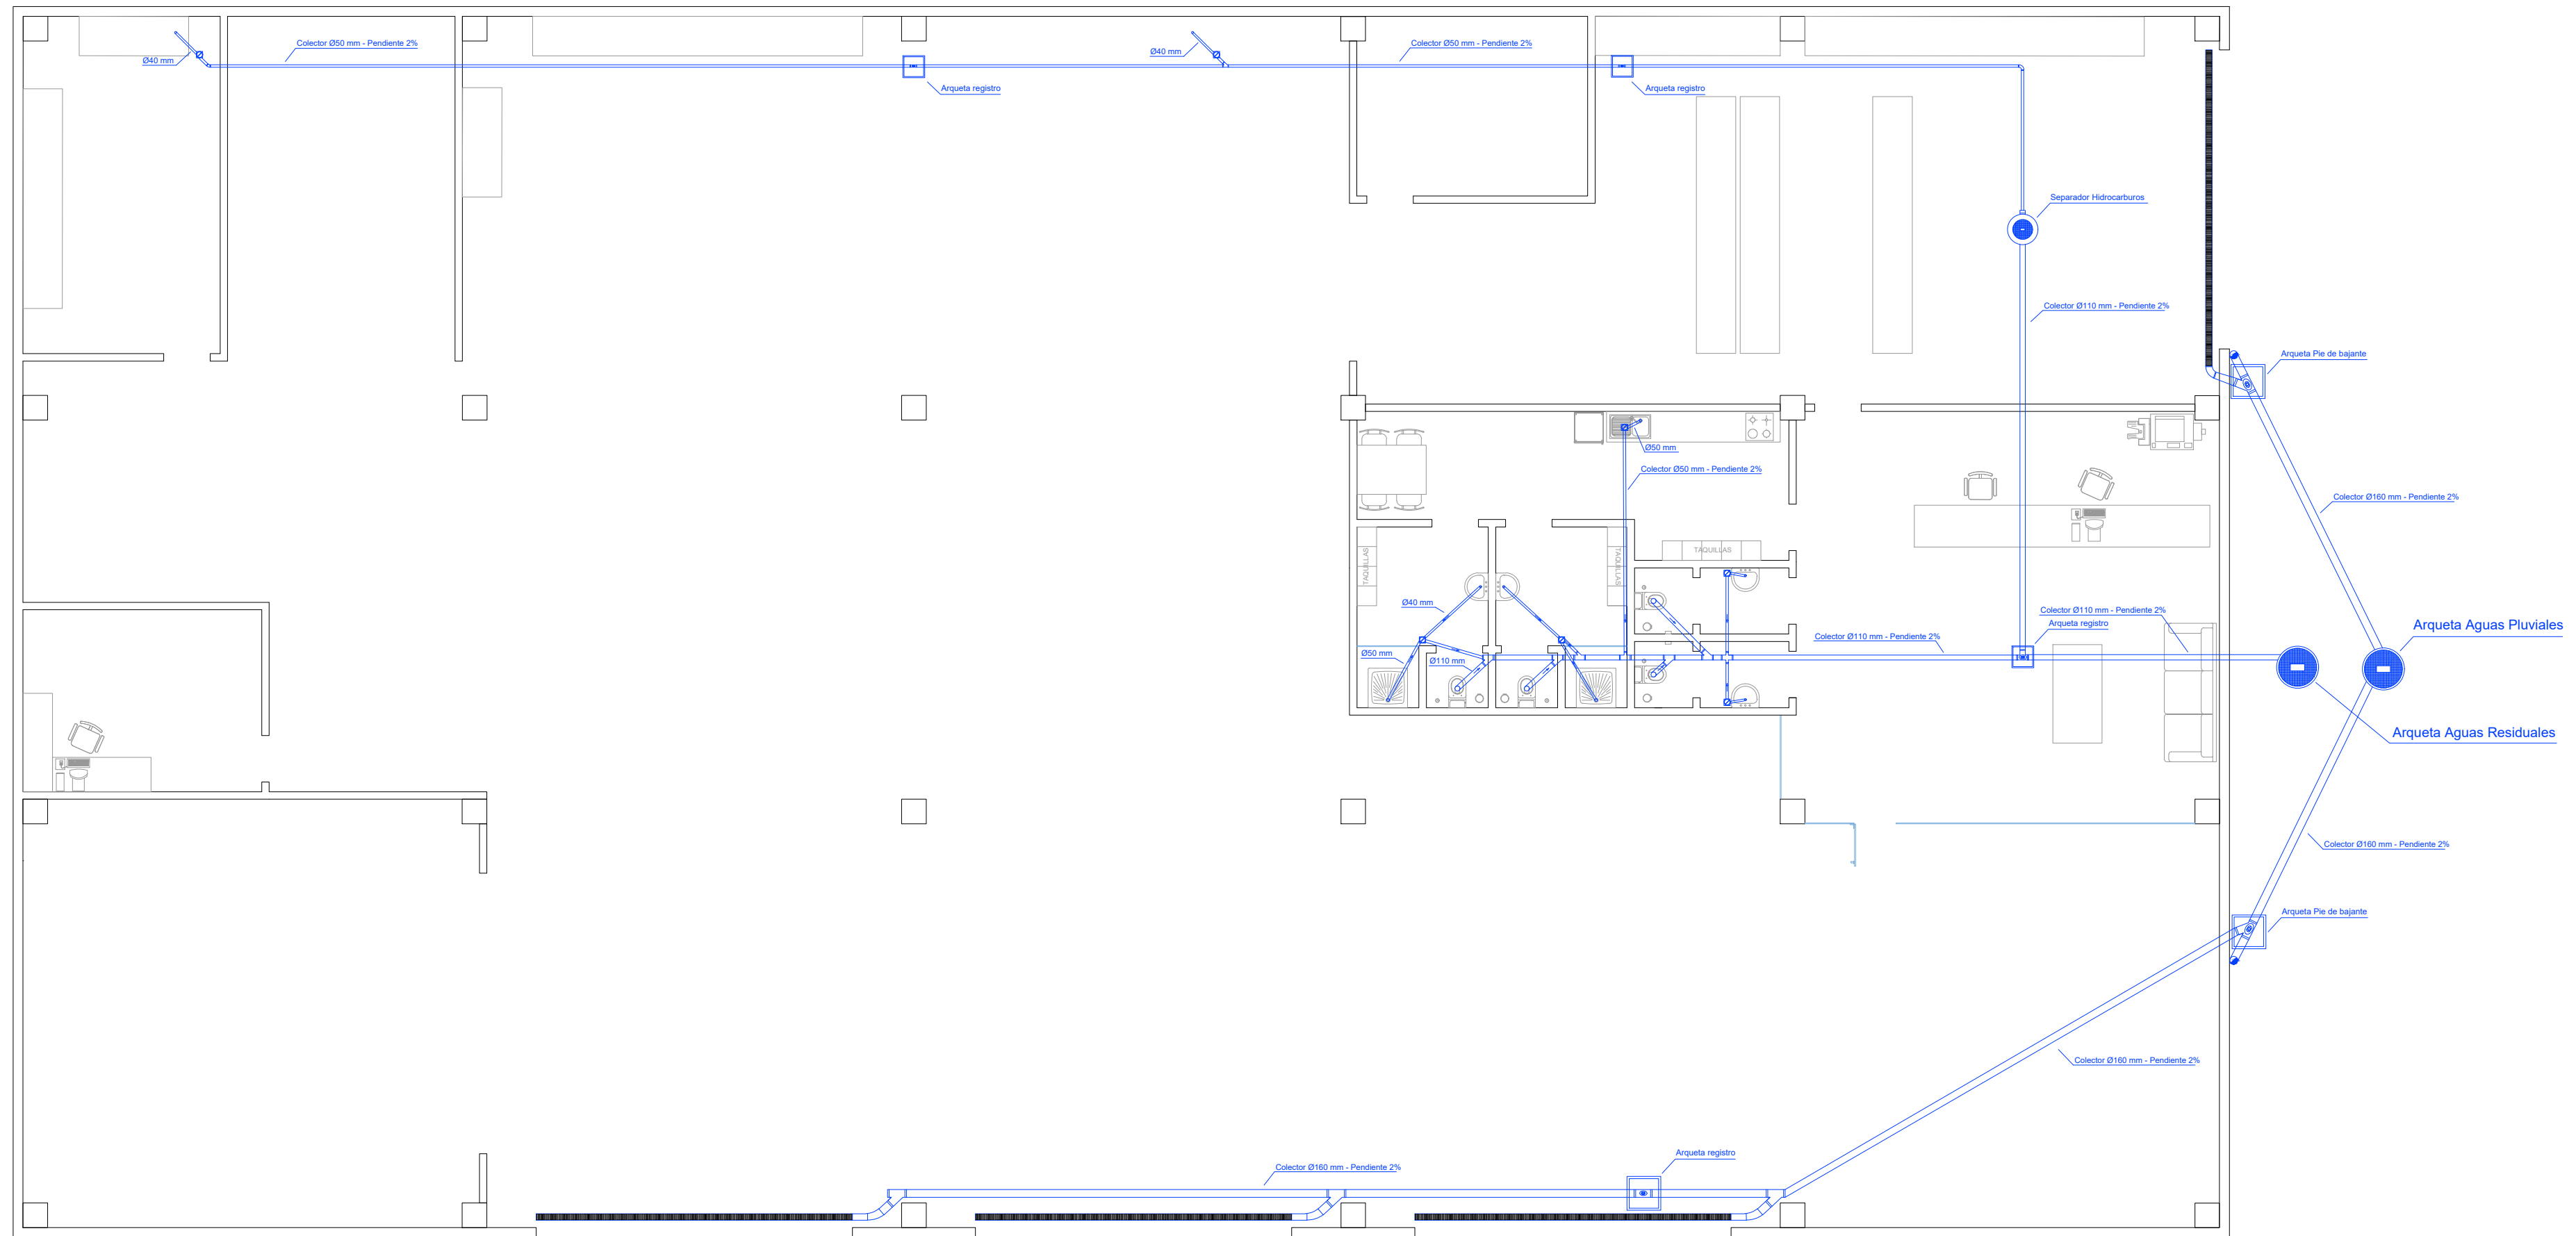 Colector Ø50 mm - Pendiente 2%
Ø40 mm
Arqueta registro
Ø40 mm
Colector Ø50 mm - Pendiente 2%
Arqueta registro
Separador Hidrocarburos
Colector Ø110 mm - Pendiente 2%
Arqueta Pie de bajante
Ø50 mm
Colector Ø50 mm - Pendiente 2%
Colector Ø160 mm - Pendiente 2%
TAQUILLAS
TAQUILLAS
TAQUILLAS
Ø40 mm
Colector Ø110 mm - Pendiente 2%
Arqueta registro
Colector Ø110 mm - Pendiente 2%
Arqueta Aguas Pluviales
Ø50 mm
Ø110 mm
Arqueta Aguas Residuales
Colector Ø160 mm - Pendiente 2%
Arqueta Pie de bajante
Colector Ø160 mm - Pendiente 2%
Arqueta registro
Colector Ø160 mm - Pendiente 2%